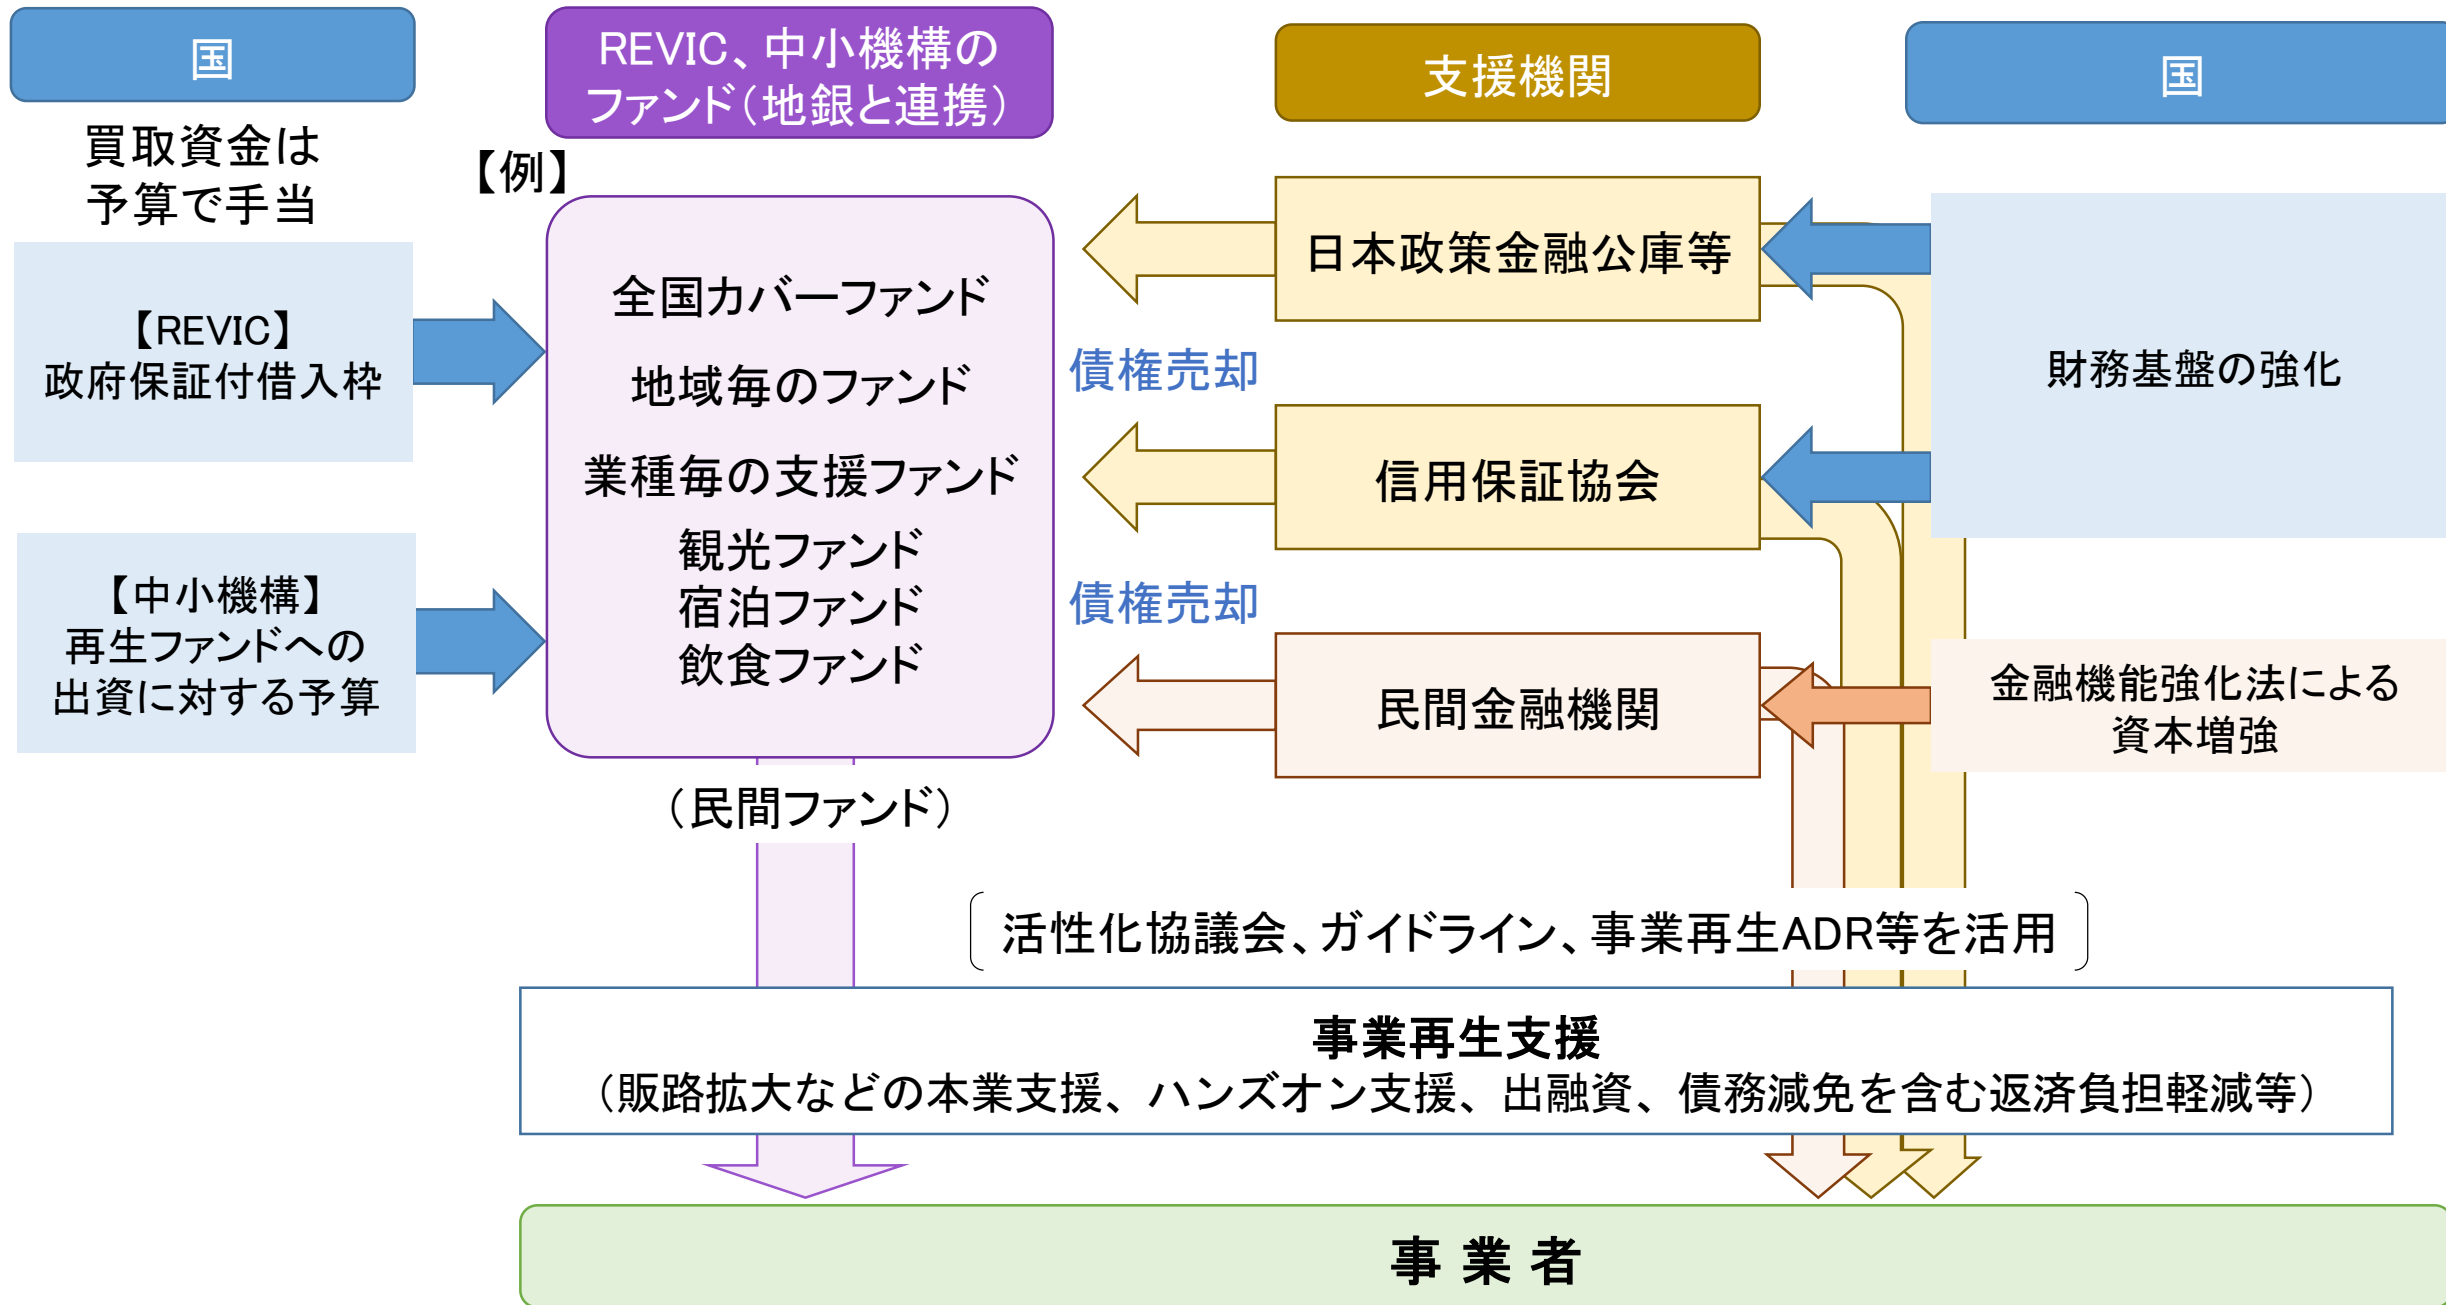 国
買取資金は
予算で手当
【REVIC】
政府保証付借入枠
【中小機構】
再生ファンドへの
出資に対する予算
REVIC、中小機構の
ファンド（地銀と連携）
【例】
全国カバーファンド
地域毎のファンド
業種毎の支援ファンド
観光ファンド
宿泊ファンド
飲食ファンド
（民間ファンド）
債権売却
債権売却
支援機関
日本政策金融公庫等
信用保証協会
民間金融機関
国
財務基盤の強化
金融機能強化法による
資本増強
活性化協議会、ガイドライン、事業再生ADR等を活用
事業再生支援
（販路拡大などの本業支援、ハンズオン支援、出融資、債務減免を含む返済負担軽減等）
事 業 者